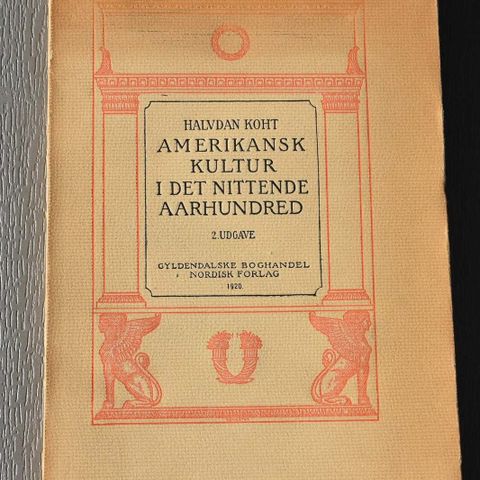 HALVDAN KOHT
AMERIKANSK
KULTUR
I DET NITTENDE
AARHUNDRED
2. UDGAVE
GYLDENDALSKE BOGHANDEL
NORDISK FORLAG
1920.